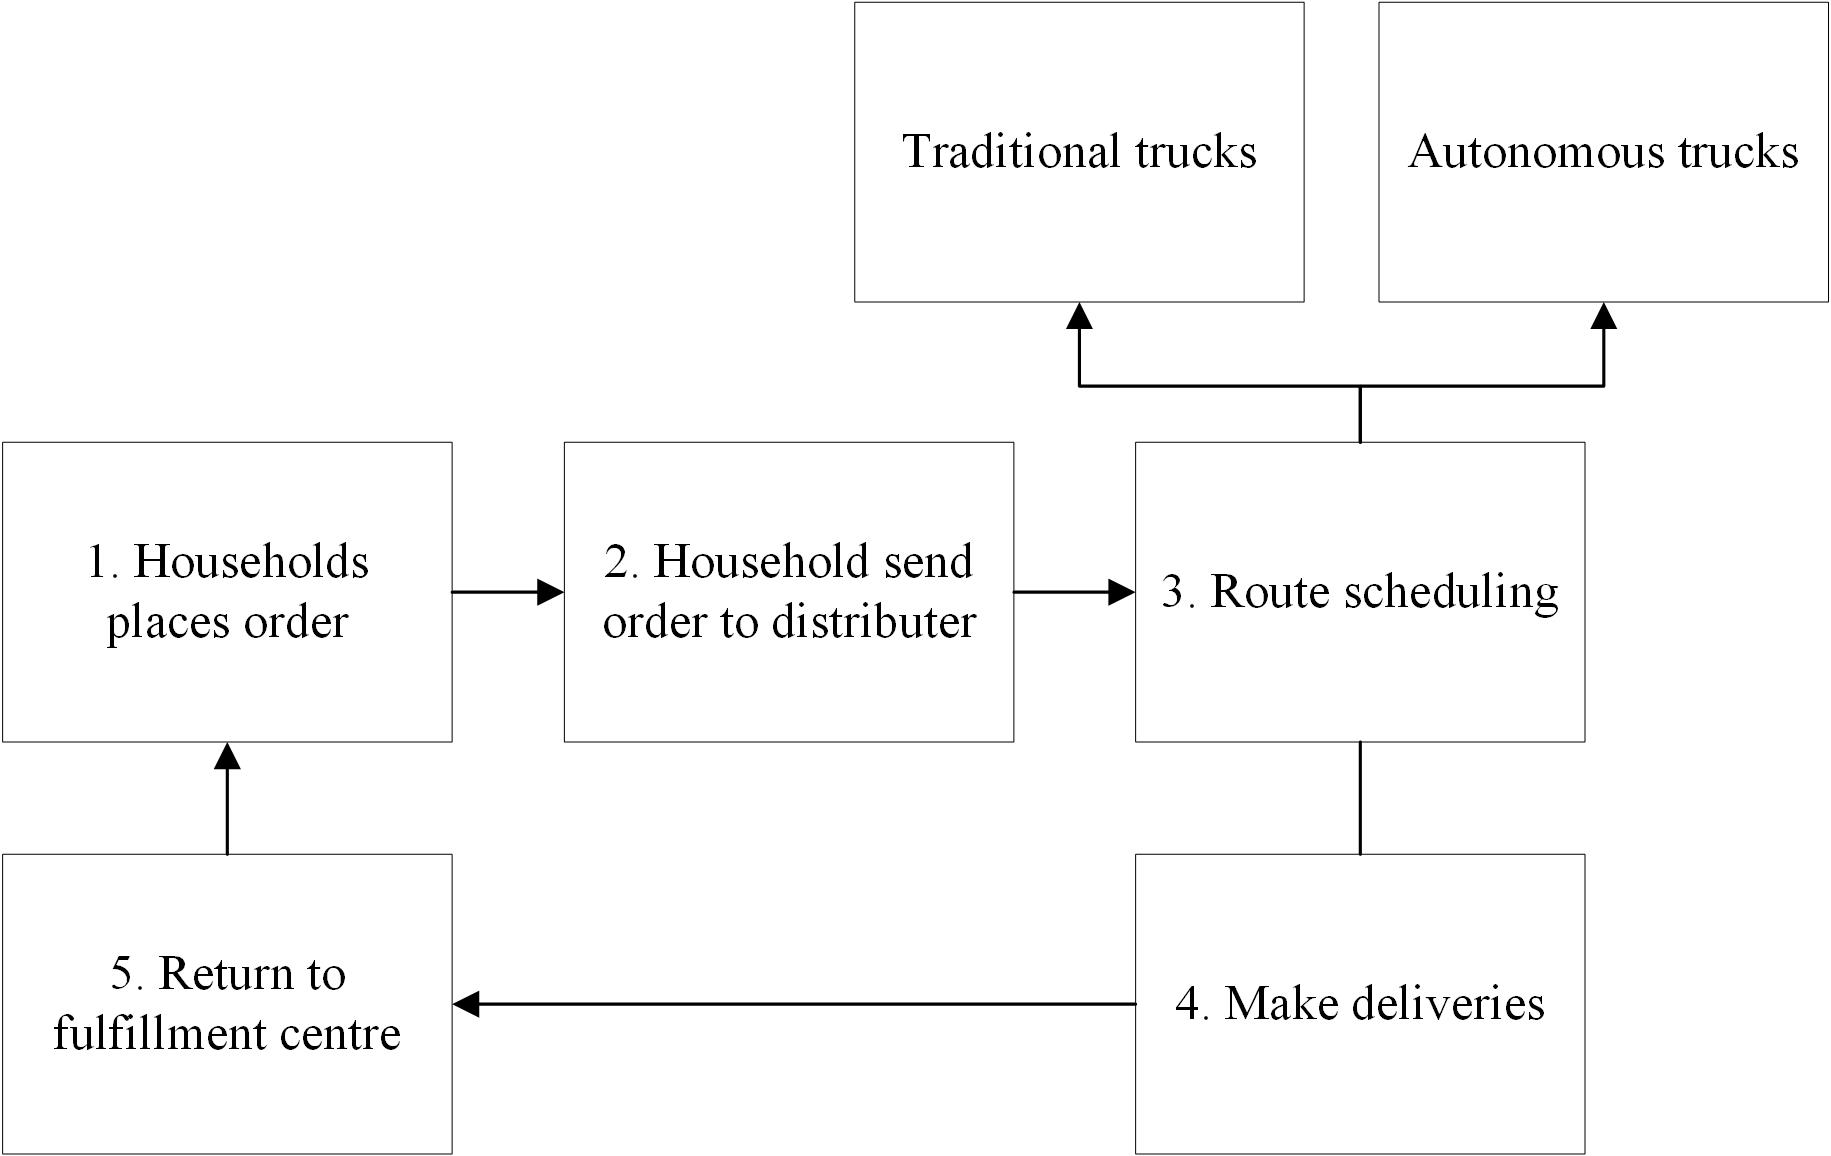 Traditional trucks
Autonomous trucks
1. Households
places order
2. Household send
order to distributer
3. Route scheduling
5. Return to
fulfillment centre
4. Make deliveries